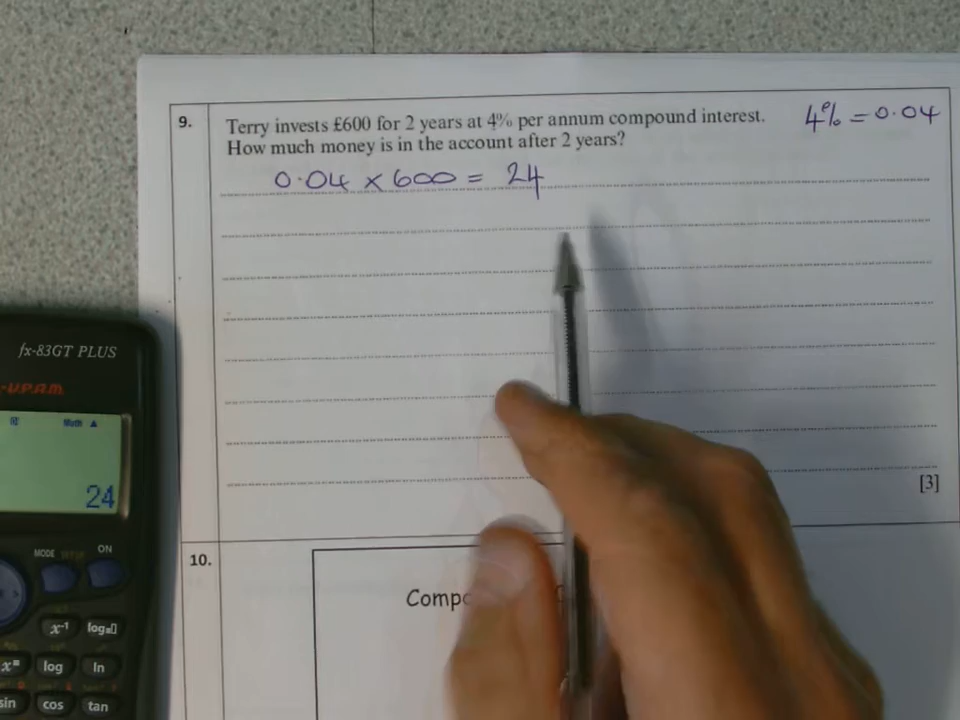 9. Terry invests £600 for 2 years at 4% per annum compound interest. 4% = 0.04
How much money is in the account after 2 years?
0.04 × 600 = 24
[3]
10.
fx-83GT PLUS
Math ▲
24
MODE ON
x⁻¹ log
log ln
sin cos tan